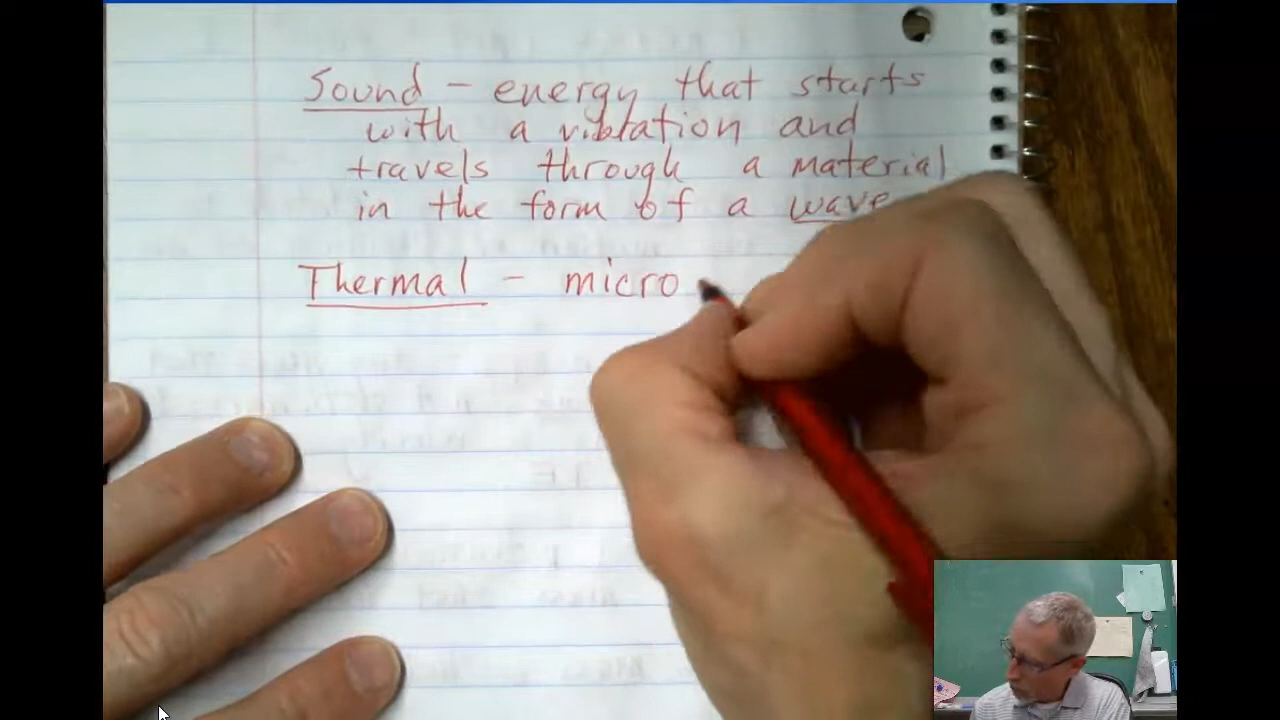 Sound - energy that starts
with a vibration and
travels through a material
in the form of a wave
Thermal - micro